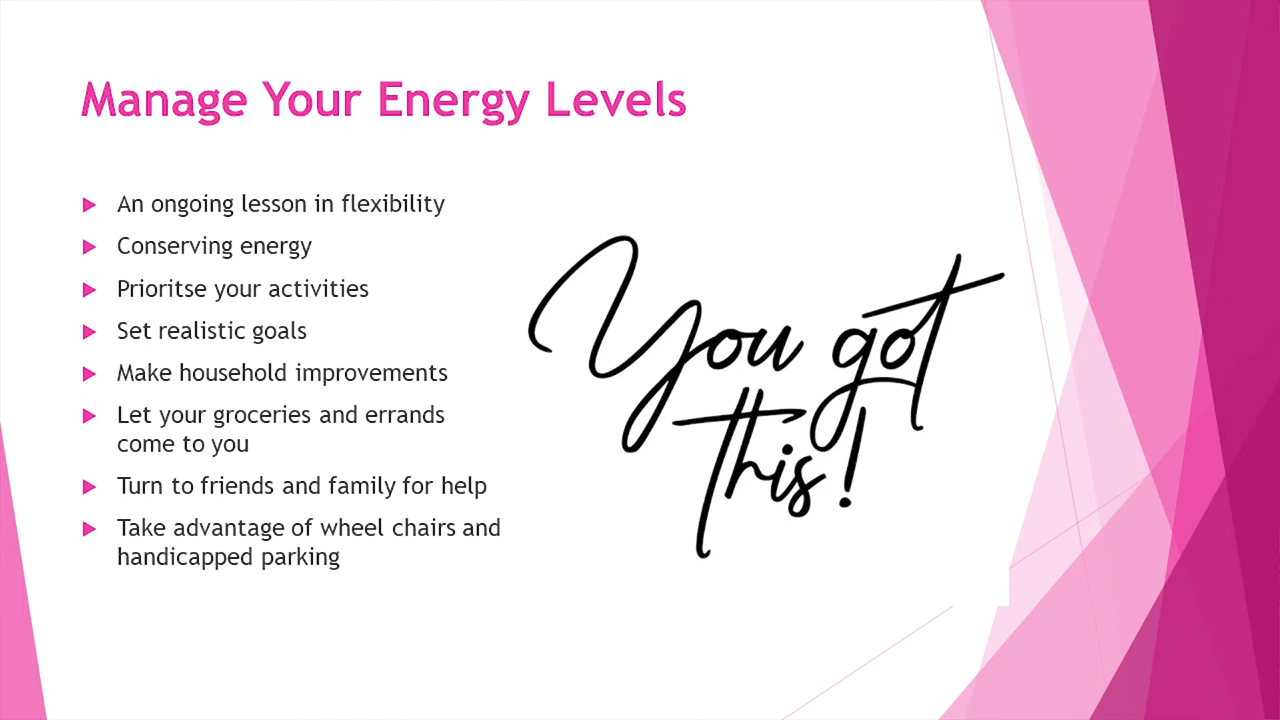 Manage Your Energy Levels
An ongoing lesson in flexibility
Conserving energy
Prioritse your activities
Set realistic goals
Make household improvements
Let your groceries and errands
come to you
Turn to friends and family for help
Take advantage of wheel chairs and
handicapped parking
You got
this!